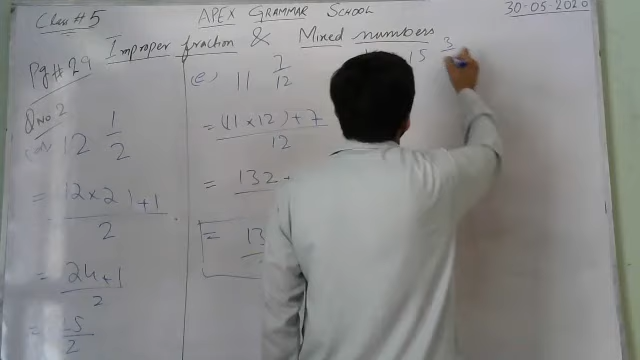 Class # 5
APEX GRAMMAR SCHOOL
30-05-2020
Improper fraction & Mixed numbers
Pg # 29
Q No. 2
12 1/2
= (12 × 2) + 1 / 2
= 24 + 1 / 2
= 25 / 2
(e) 11 7/12
= (11 × 12) + 7 / 12
= 132 +
= 13
15 3